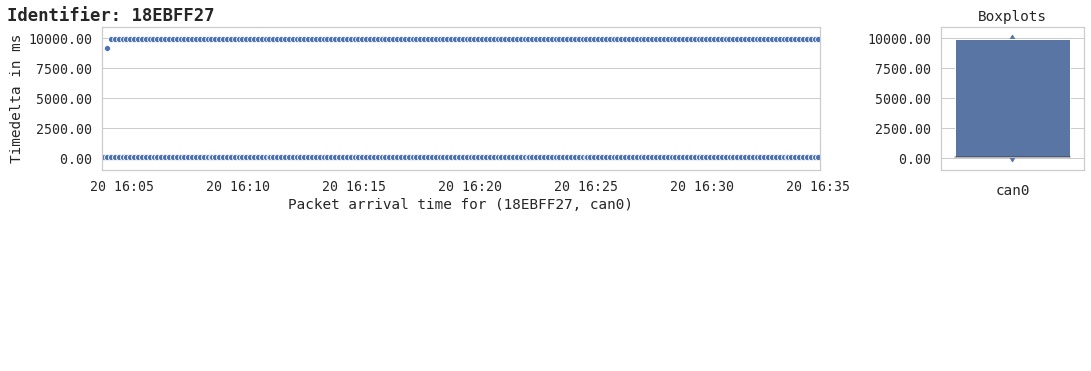 Identifier: 18EBFF27
Timedelta in ms
10000.00
7500.00
5000.00
2500.00
0.00
20 16:05 20 16:10 20 16:15 20 16:20 20 16:25 20 16:30 20 16:35
Packet arrival time for (18EBFF27, can0)
Boxplots
10000.00
7500.00
5000.00
2500.00
0.00
can0